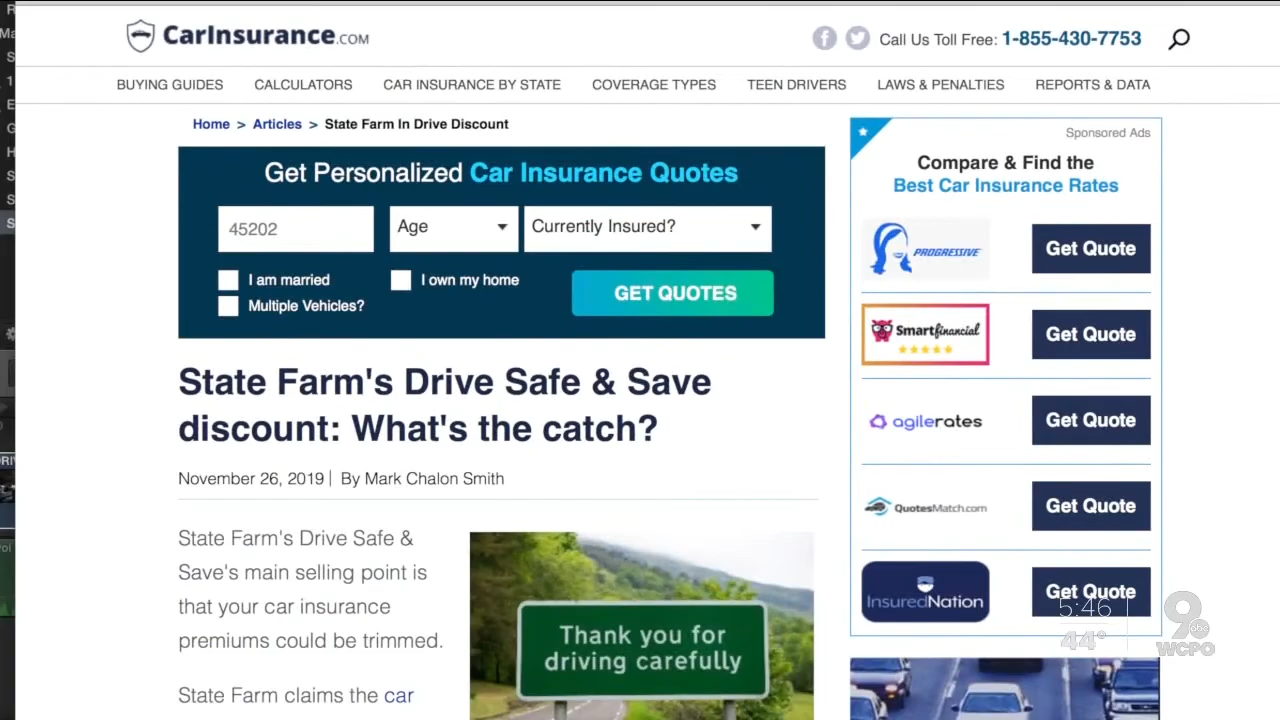 CarInsurance.COM
Call Us Toll Free: 1-855-430-7753
BUYING GUIDES CALCULATORS CAR INSURANCE BY STATE COVERAGE TYPES TEEN DRIVERS LAWS & PENALTIES REPORTS & DATA
Home > Articles > State Farm In Drive Discount
Get Personalized Car Insurance Quotes
45202 Age Currently Insured?
I am married I own my home
Multiple Vehicles?
GET QUOTES
State Farm's Drive Safe & Save
discount: What's the catch?
November 26, 2019 | By Mark Chalon Smith
State Farm's Drive Safe &
Save's main selling point is
that your car insurance
premiums could be trimmed.
State Farm claims the car
Thank you for
driving carefully
Sponsored Ads
Compare & Find the
Best Car Insurance Rates
PROGRESSIVE Get Quote
Smartfinancial Get Quote
agilerates Get Quote
QuotesMatch.com Get Quote
InsuredNation Get Quote
5:46
44°
9
abc
WCPO